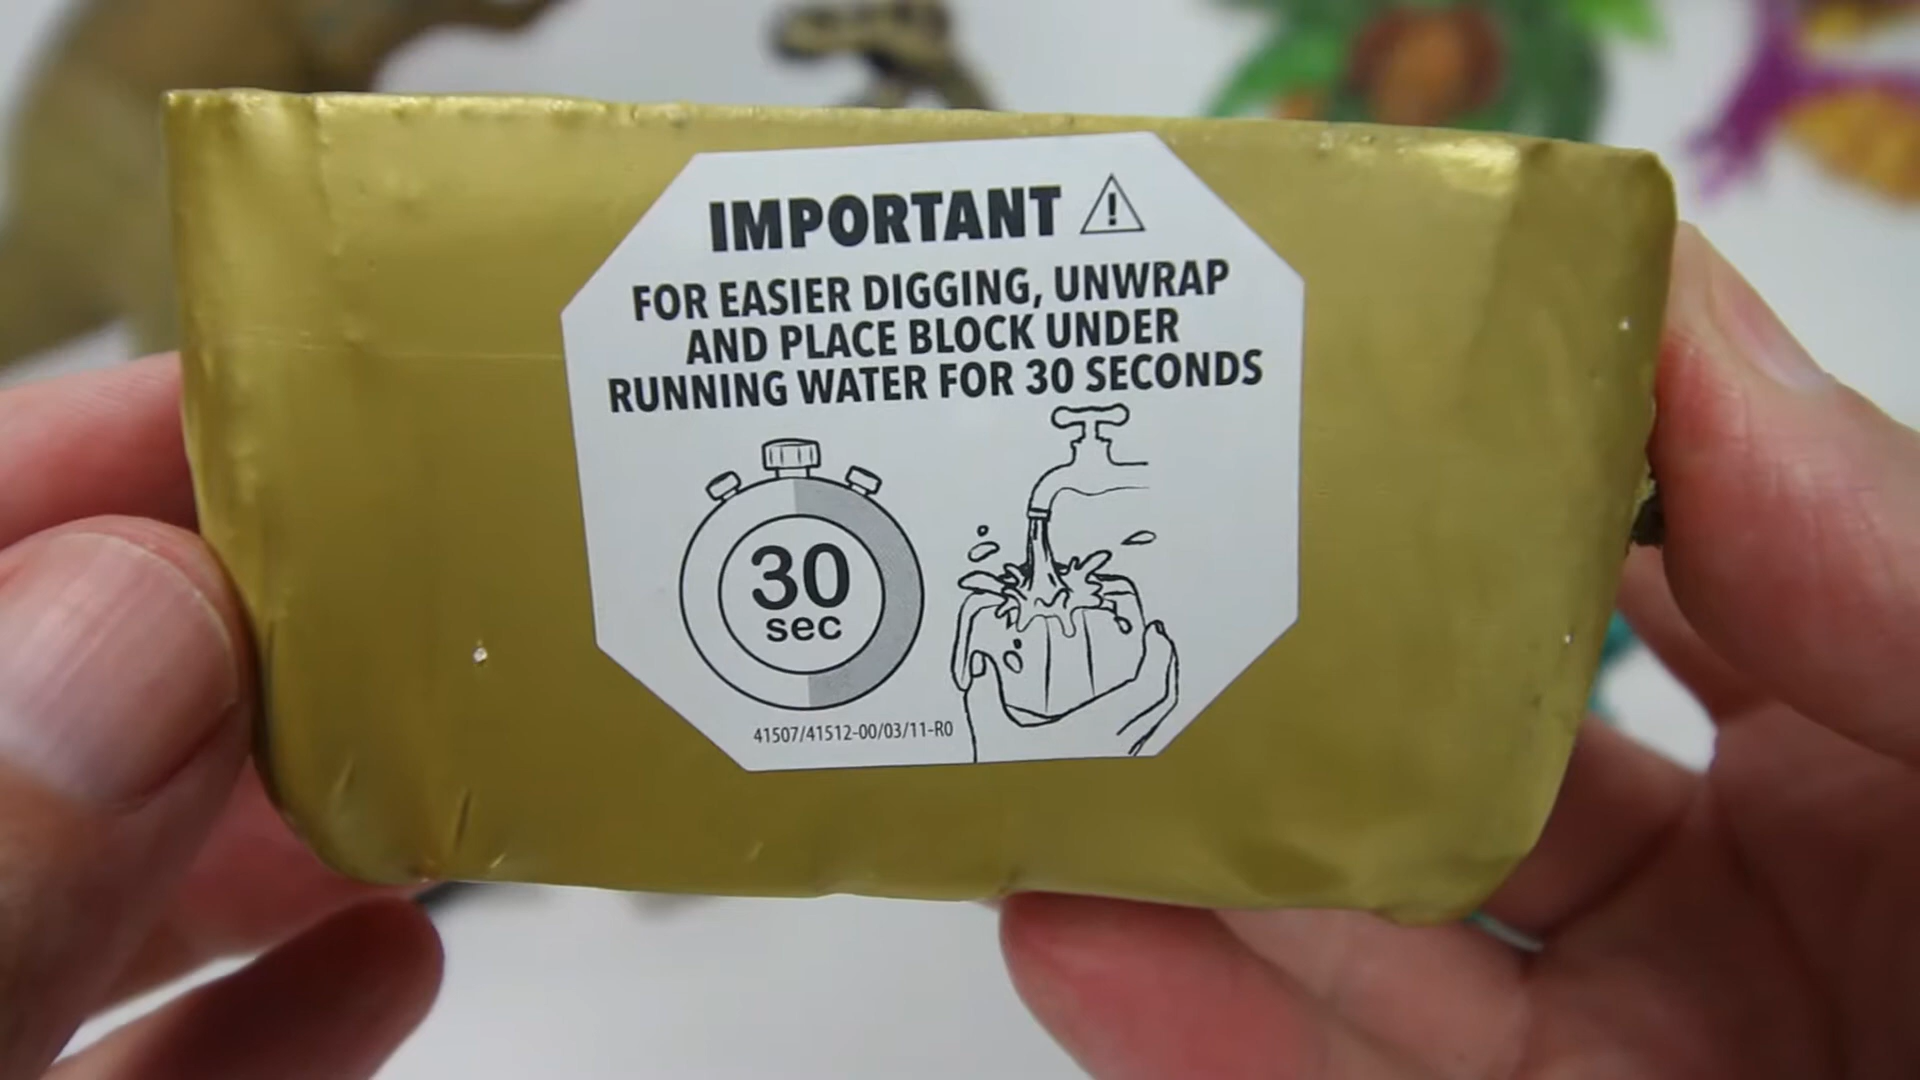 IMPORTANT
FOR EASIER DIGGING, UNWRAP
AND PLACE BLOCK UNDER
RUNNING WATER FOR 30 SECONDS
30
sec
41507/41512-00/03/11-R0